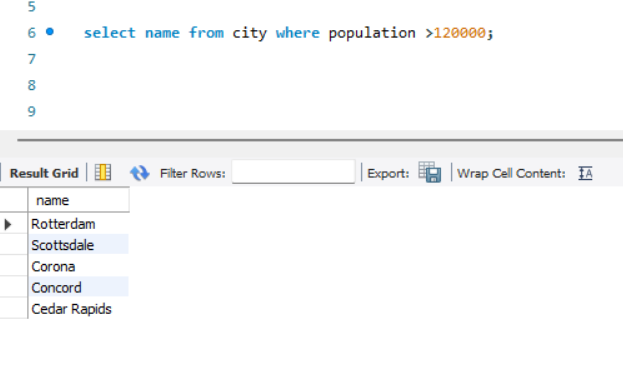 5
6 select name from city where population >120000;
7
8
9
Result Grid Filter Rows: Export: Wrap Cell Content: IA
name
Rotterdam
Scottsdale
Corona
Concord
Cedar Rapids